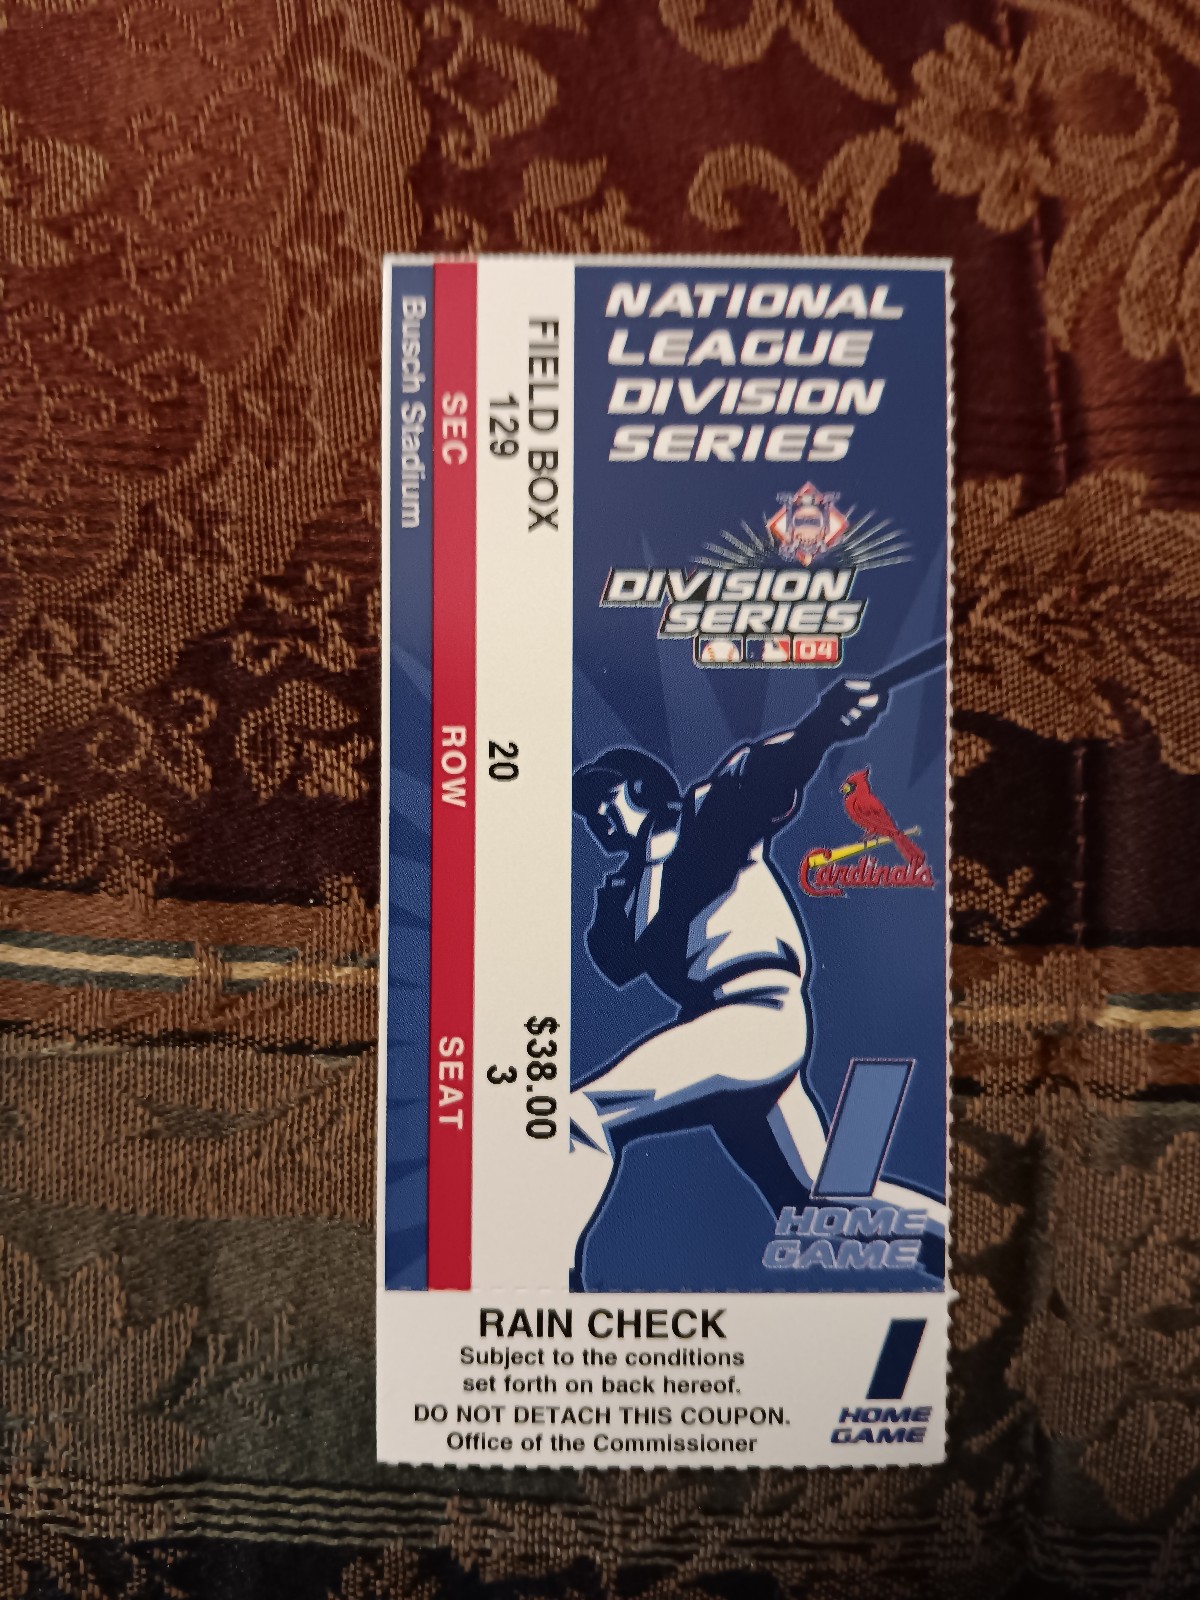 NATIONAL
LEAGUE
DIVISION
SERIES
DIVISION
SERIES
04
Cardinals
1
HOME
GAME
FIELD BOX $38.00
129 20 3
SEC ROW SEAT
Busch Stadium
RAIN CHECK
Subject to the conditions
set forth on back hereof.
DO NOT DETACH THIS COUPON.
Office of the Commissioner
1
HOME
GAME